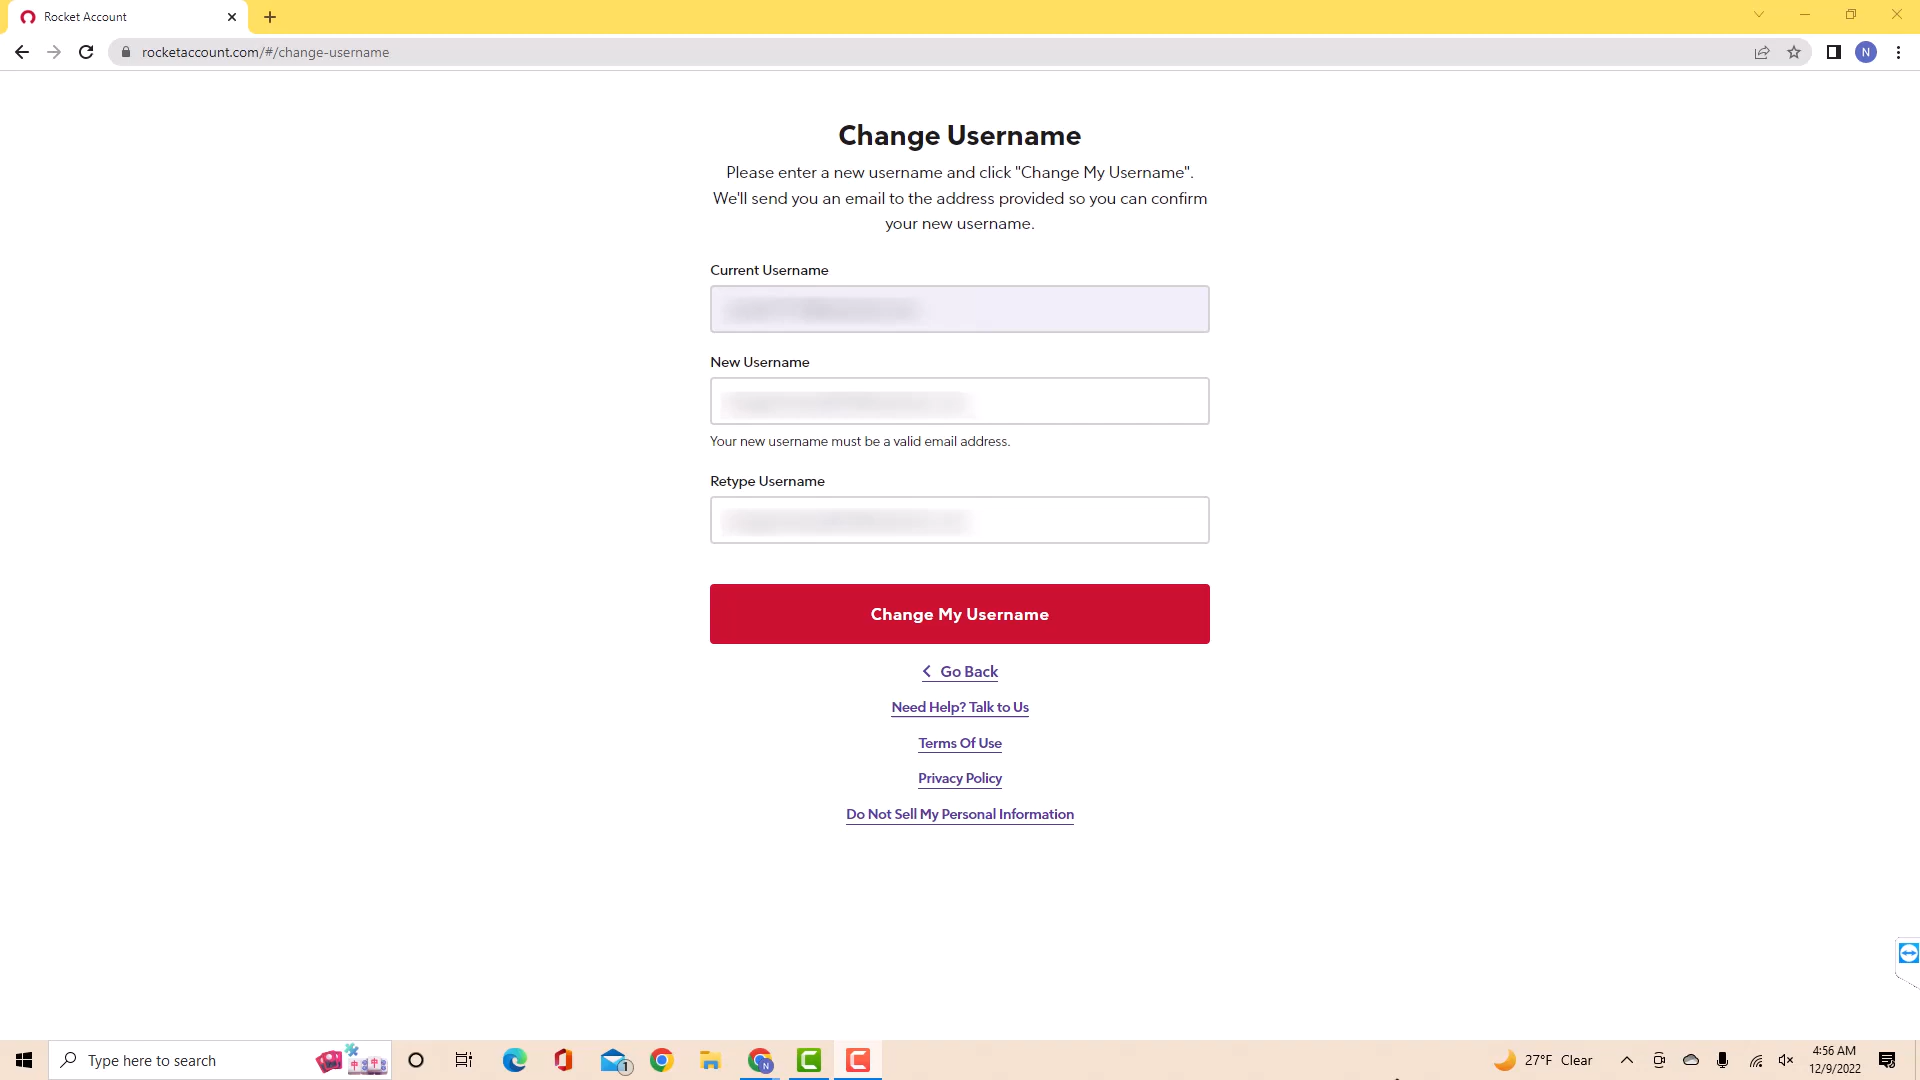 Rocket Account
rocketaccount.com/#/change-username
N
Change Username
Please enter a new username and click "Change My Username".
We'll send you an email to the address provided so you can confirm
your new username.
Current Username
New Username
Your new username must be a valid email address.
Retype Username
Change My Username
Go Back
Need Help? Talk to Us
Terms Of Use
Privacy Policy
Do Not Sell My Personal Information
Type here to search
1
N
27°F Clear
4:56 AM
12/9/2022